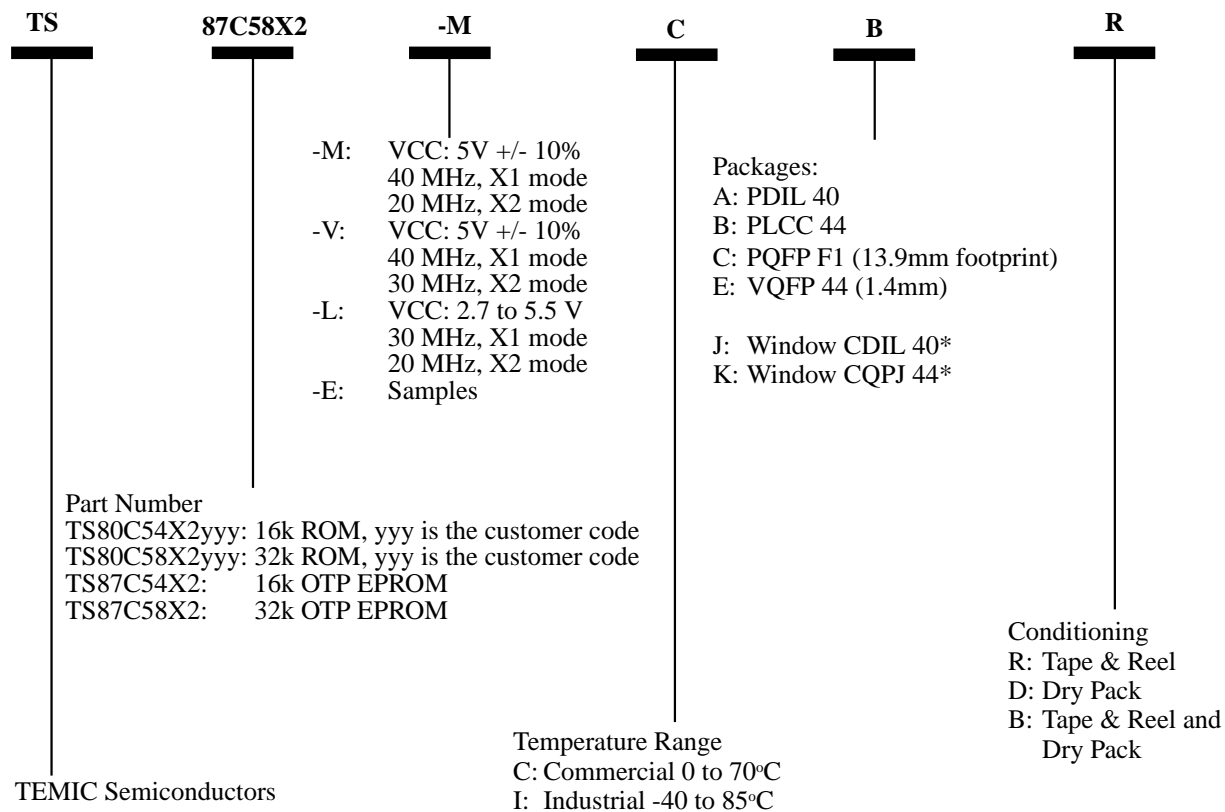 TS 87C58X2 -M C B R
-M: VCC: 5V +/- 10%
40 MHz, X1 mode
20 MHz, X2 mode
-V: VCC: 5V +/- 10%
40 MHz, X1 mode
30 MHz, X2 mode
-L: VCC: 2.7 to 5.5 V
30 MHz, X1 mode
20 MHz, X2 mode
-E: Samples
Packages:
A: PDIL 40
B: PLCC 44
C: PQFP F1 (13.9mm footprint)
E: VQFP 44 (1.4mm)
J: Window CDIL 40*
K: Window CQPJ 44*
Part Number
TS80C54X2yyy: 16k ROM, yyy is the customer code
TS80C58X2yyy: 32k ROM, yyy is the customer code
TS87C54X2: 16k OTP EPROM
TS87C58X2: 32k OTP EPROM
Conditioning
R: Tape & Reel
D: Dry Pack
B: Tape & Reel and
Dry Pack
Temperature Range
C: Commercial 0 to 70°C
I: Industrial -40 to 85°C
TEMIC Semiconductors